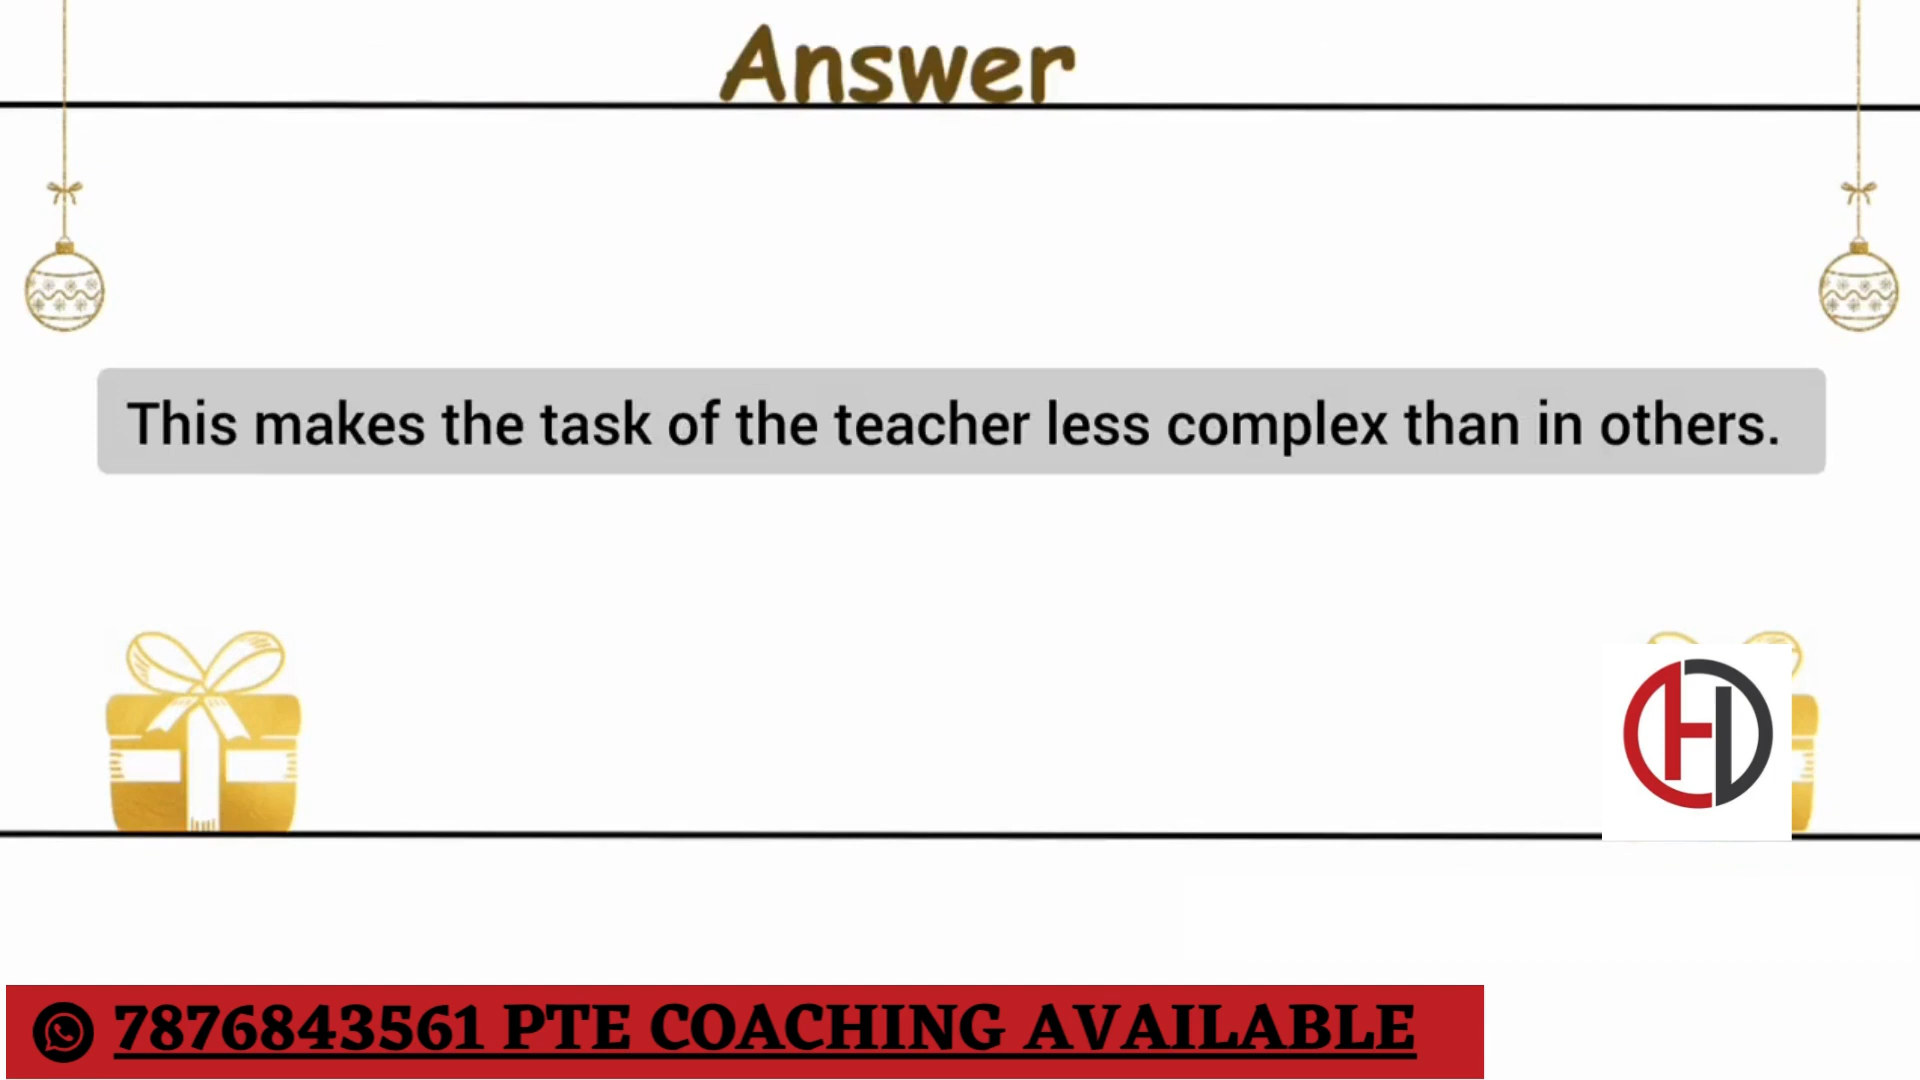 Answer
This makes the task of the teacher less complex than in others.
7876843561 PTE COACHING AVAILABLE